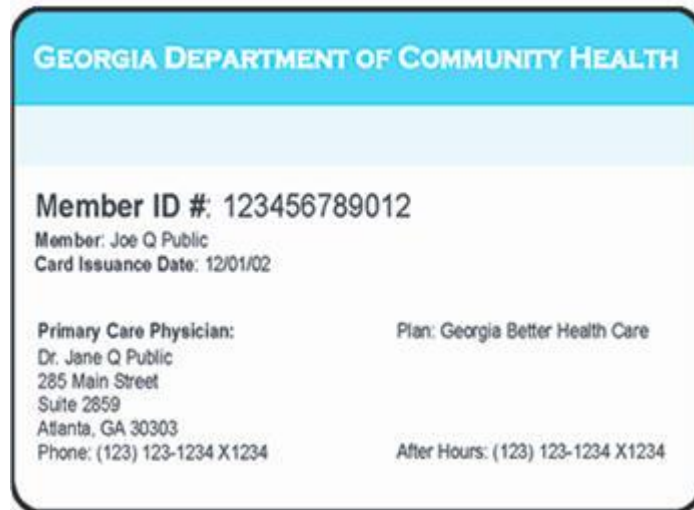 GEORGIA DEPARTMENT OF COMMUNITY HEALTH
Member ID #: 123456789012
Member: Joe Q Public
Card Issuance Date: 12/01/02
Primary Care Physician:
Dr. Jane Q Public
285 Main Street
Suite 2859
Atlanta, GA 30303
Phone: (123) 123-1234 X1234
Plan: Georgia Better Health Care
After Hours: (123) 123-1234 X1234